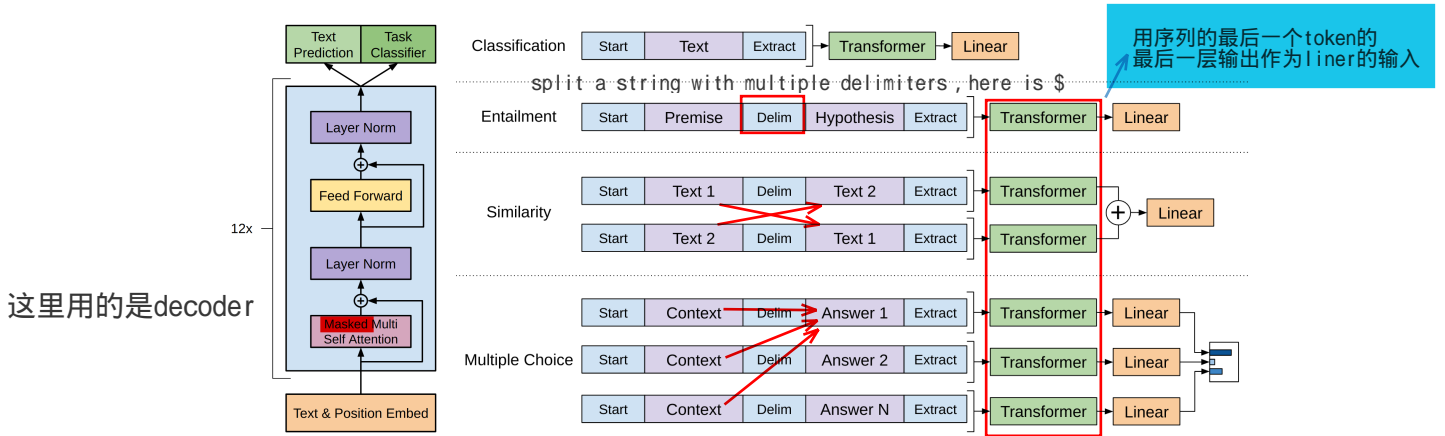 Text
Prediction
Task
Classifier
Layer Norm
Feed Forward
12x
Layer Norm
这里用的是decoder
Masked Multi
Self Attention
Text & Position Embed
Classification
Start
Text
Extract
Transformer
Linear
用序列的最后一个token的
最后一层输出作为liner的输入
split a string with multiple delimiters,here is $
Entailment
Start
Premise
Delim
Hypothesis
Extract
Transformer
Linear
Similarity
Start
Text 1
Delim
Text 2
Extract
Transformer
Start
Text 2
Delim
Text 1
Extract
Transformer
Linear
Multiple Choice
Start
Context
Delim
Answer 1
Extract
Transformer
Linear
Start
Context
Delim
Answer 2
Extract
Transformer
Linear
Start
Context
Delim
Answer N
Extract
Transformer
Linear